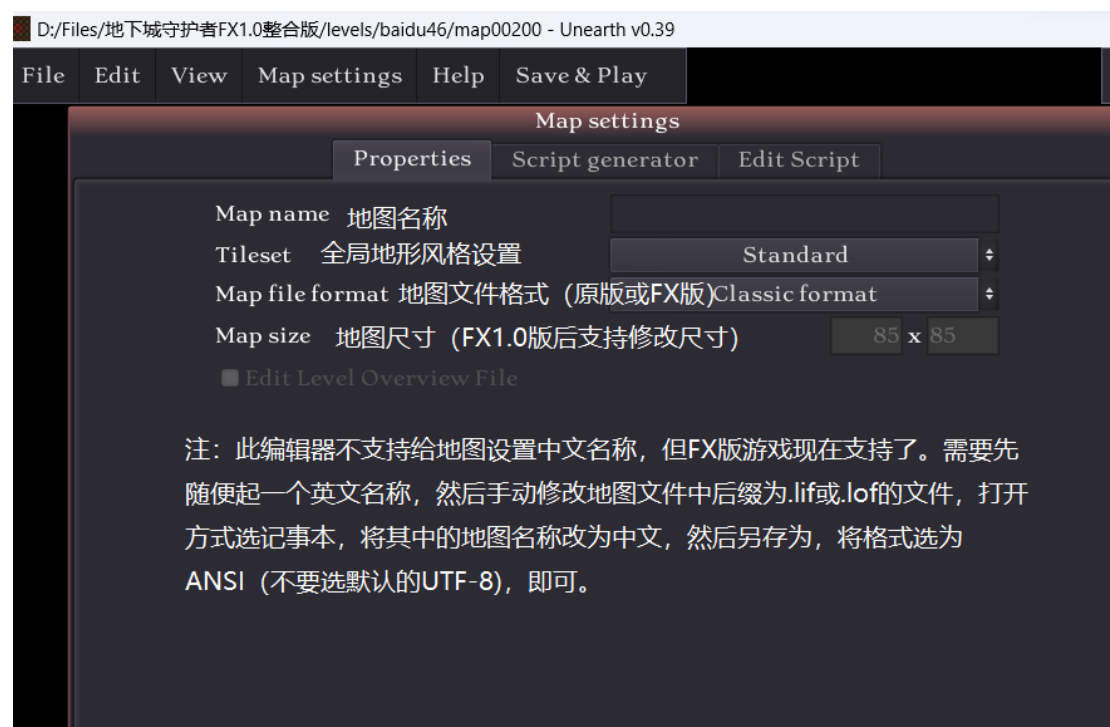 D:/Files/地下城守护者FX1.0整合版/levels/baidu46/map00200 - Unearth v0.39
File Edit View Map settings Help Save & Play
Map settings
Properties Script generator Edit Script
Map name 地图名称
Tileset 全局地形风格设置 Standard
Map file format 地图文件格式（原版或FX版) Classic format
Map size 地图尺寸（FX1.0版后支持修改尺寸） 85 x 85
Edit Level Overview File
注：此编辑器不支持给地图设置中文名称，但FX版游戏现在支持了。需要先
随便起一个英文名称，然后手动修改地图文件中后缀为.lif或.lof的文件，打开
方式选记事本，将其中的地图名称改为中文，然后另存为，将格式选为
ANSI（不要选默认的UTF-8），即可。